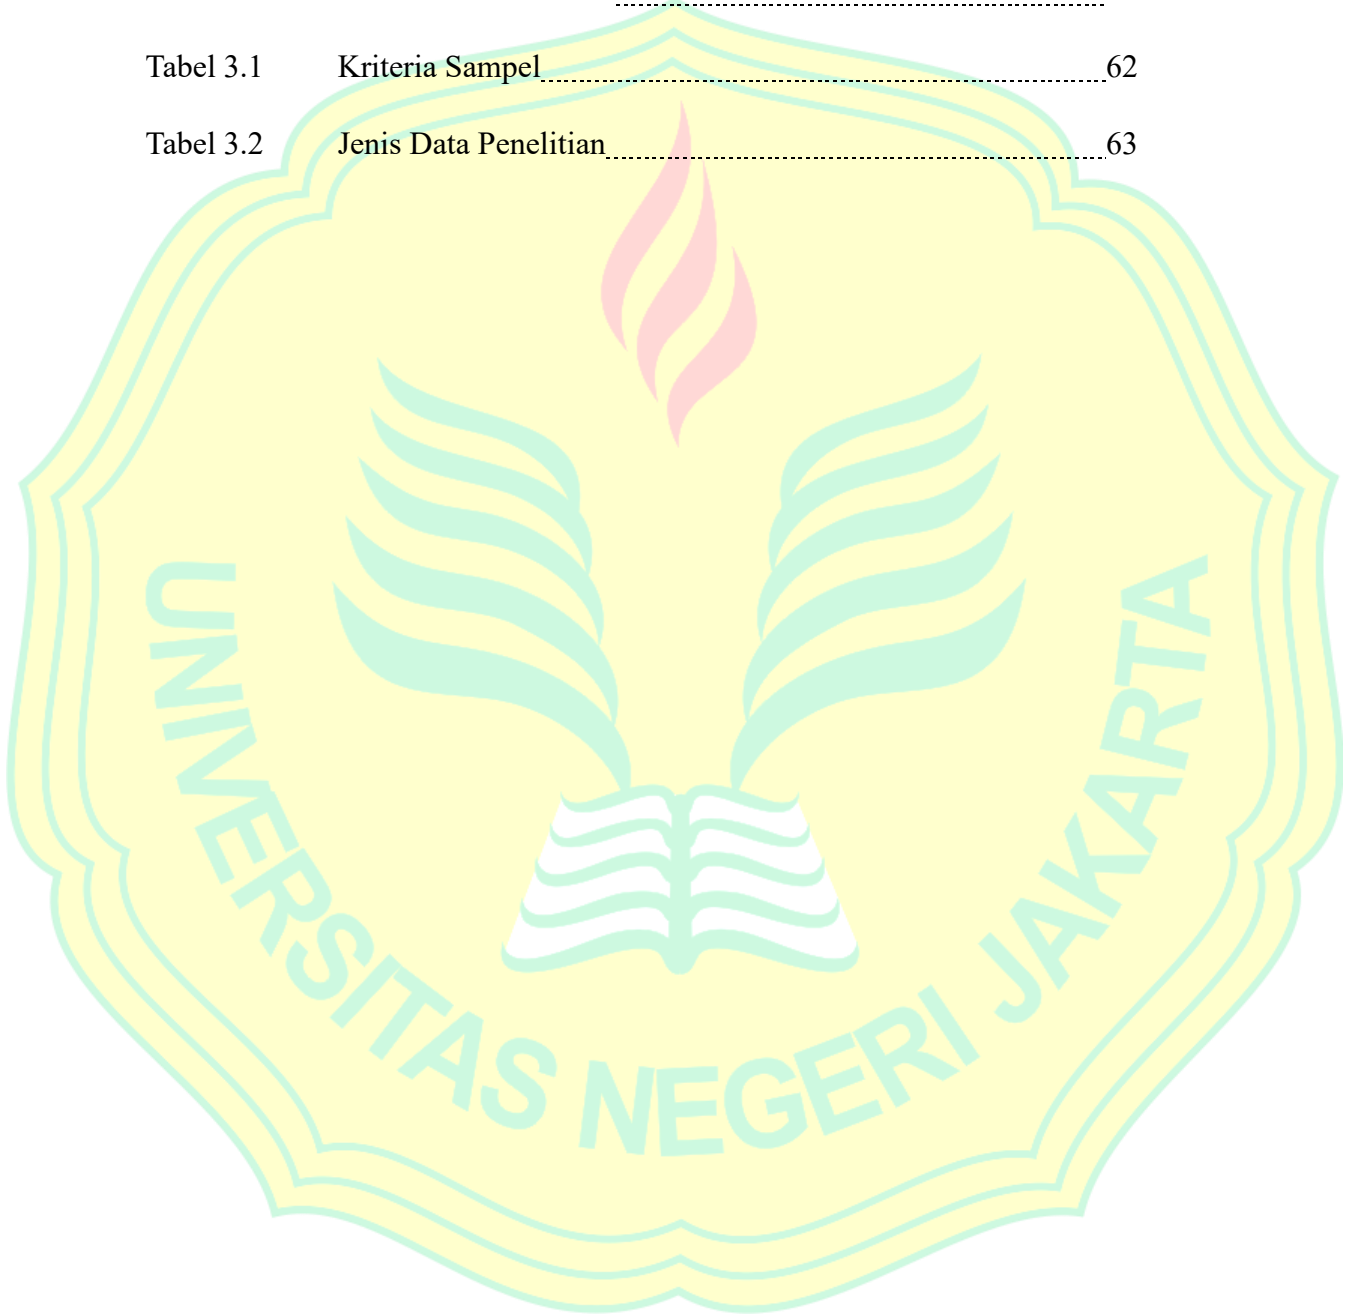 Tabel 3.1 Kriteria Sampel 62
Tabel 3.2 Jenis Data Penelitian 63
UNIVERSITAS NEGERI JAKARTA